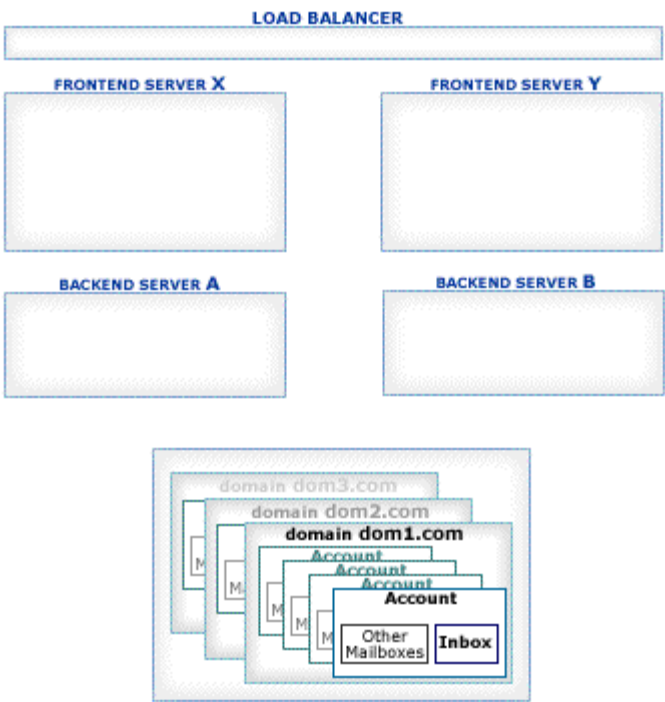 LOAD BALANCER
FRONTEND SERVER X
FRONTEND SERVER Y
BACKEND SERVER A
BACKEND SERVER B
domain dom3.com
domain dom2.com
domain dom1.com
Account
Account
Account
Account
Other
Mailboxes
Inbox